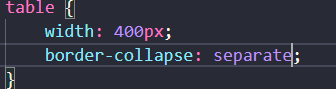 table {
    width: 400px;
    border-collapse: separate;
}